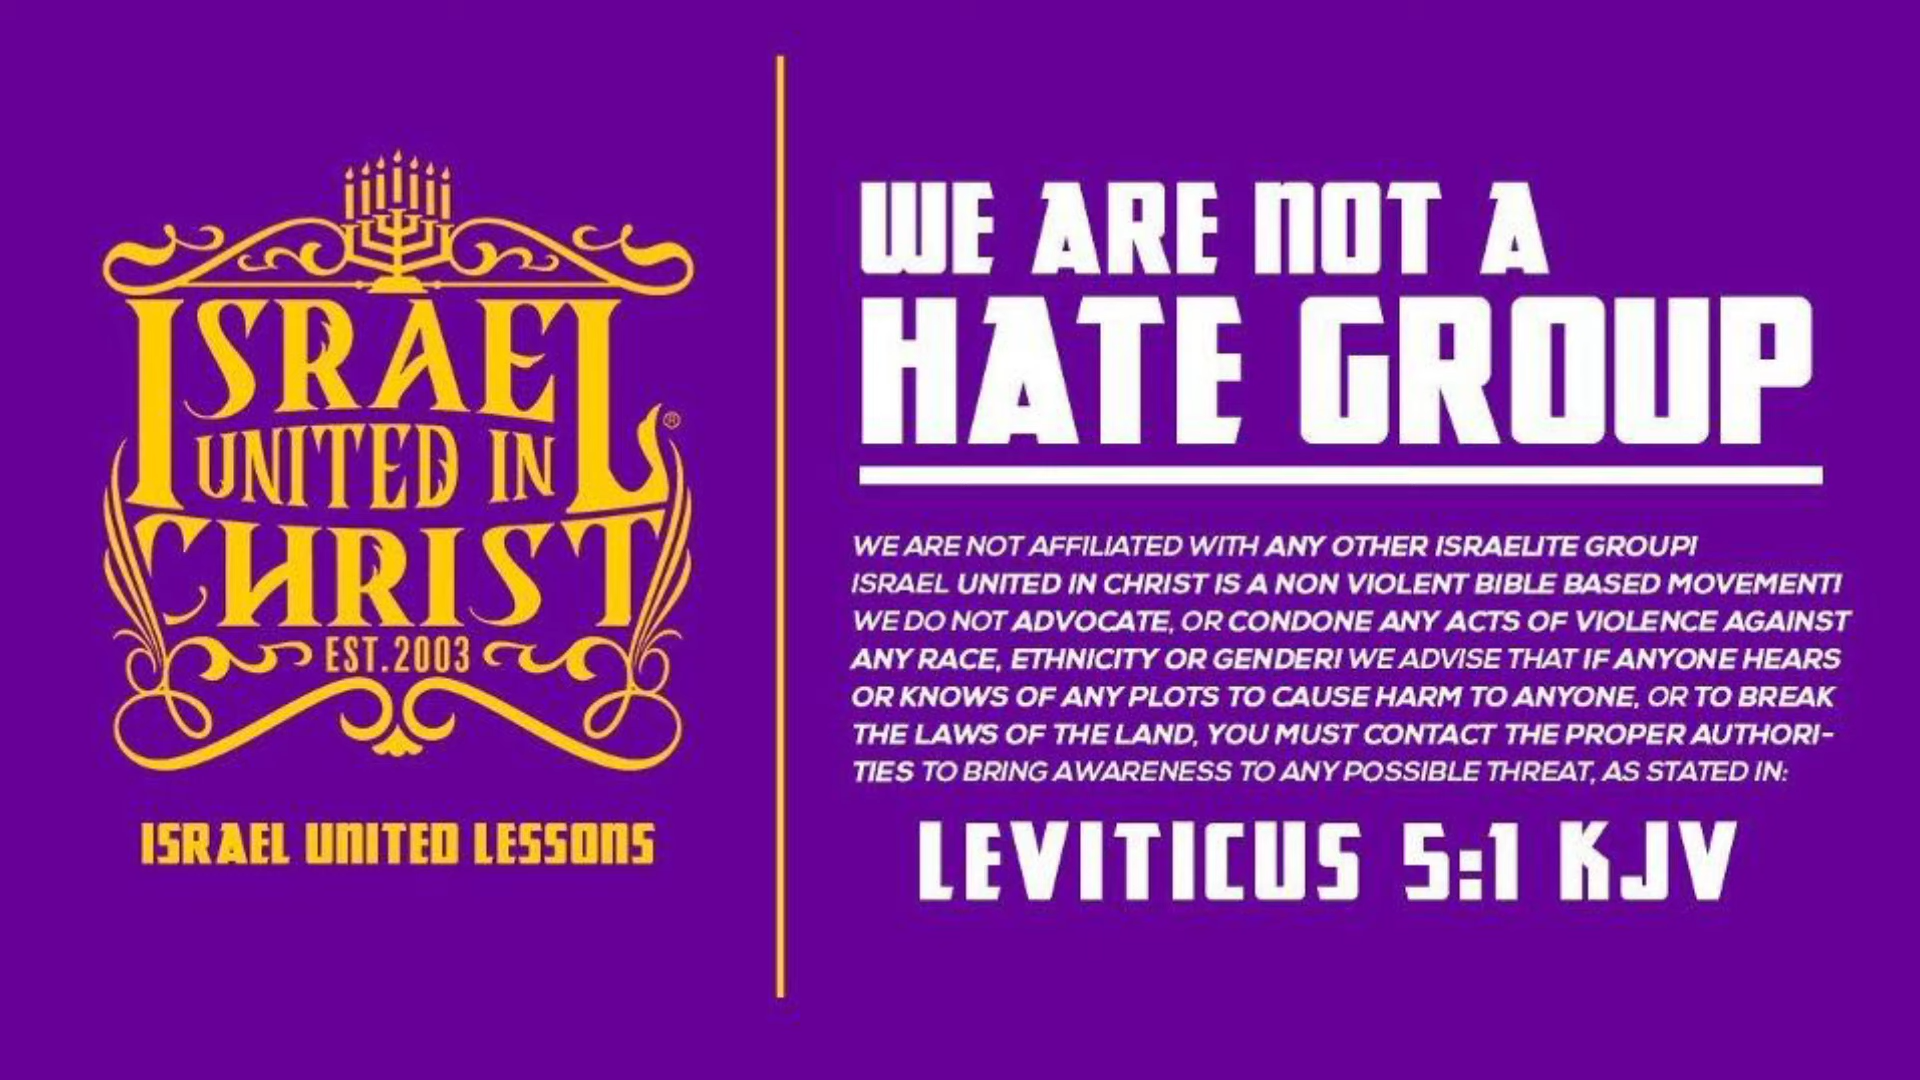 ISRAEL
UNITED IN
CHRIST
®
EST.2003
ISRAEL UNITED LESSONS
WE ARE NOT A
HATE GROUP
WE ARE NOT AFFILIATED WITH ANY OTHER ISRAELITE GROUP!
ISRAEL UNITED IN CHRIST IS A NON VIOLENT BIBLE BASED MOVEMENT!
WE DO NOT ADVOCATE, OR CONDONE ANY ACTS OF VIOLENCE AGAINST
ANY RACE, ETHNICITY OR GENDER! WE ADVISE THAT IF ANYONE HEARS
OR KNOWS OF ANY PLOTS TO CAUSE HARM TO ANYONE, OR TO BREAK
THE LAWS OF THE LAND, YOU MUST CONTACT THE PROPER AUTHORI-
TIES TO BRING AWARENESS TO ANY POSSIBLE THREAT, AS STATED IN:
LEVITICUS 5:1 KJV